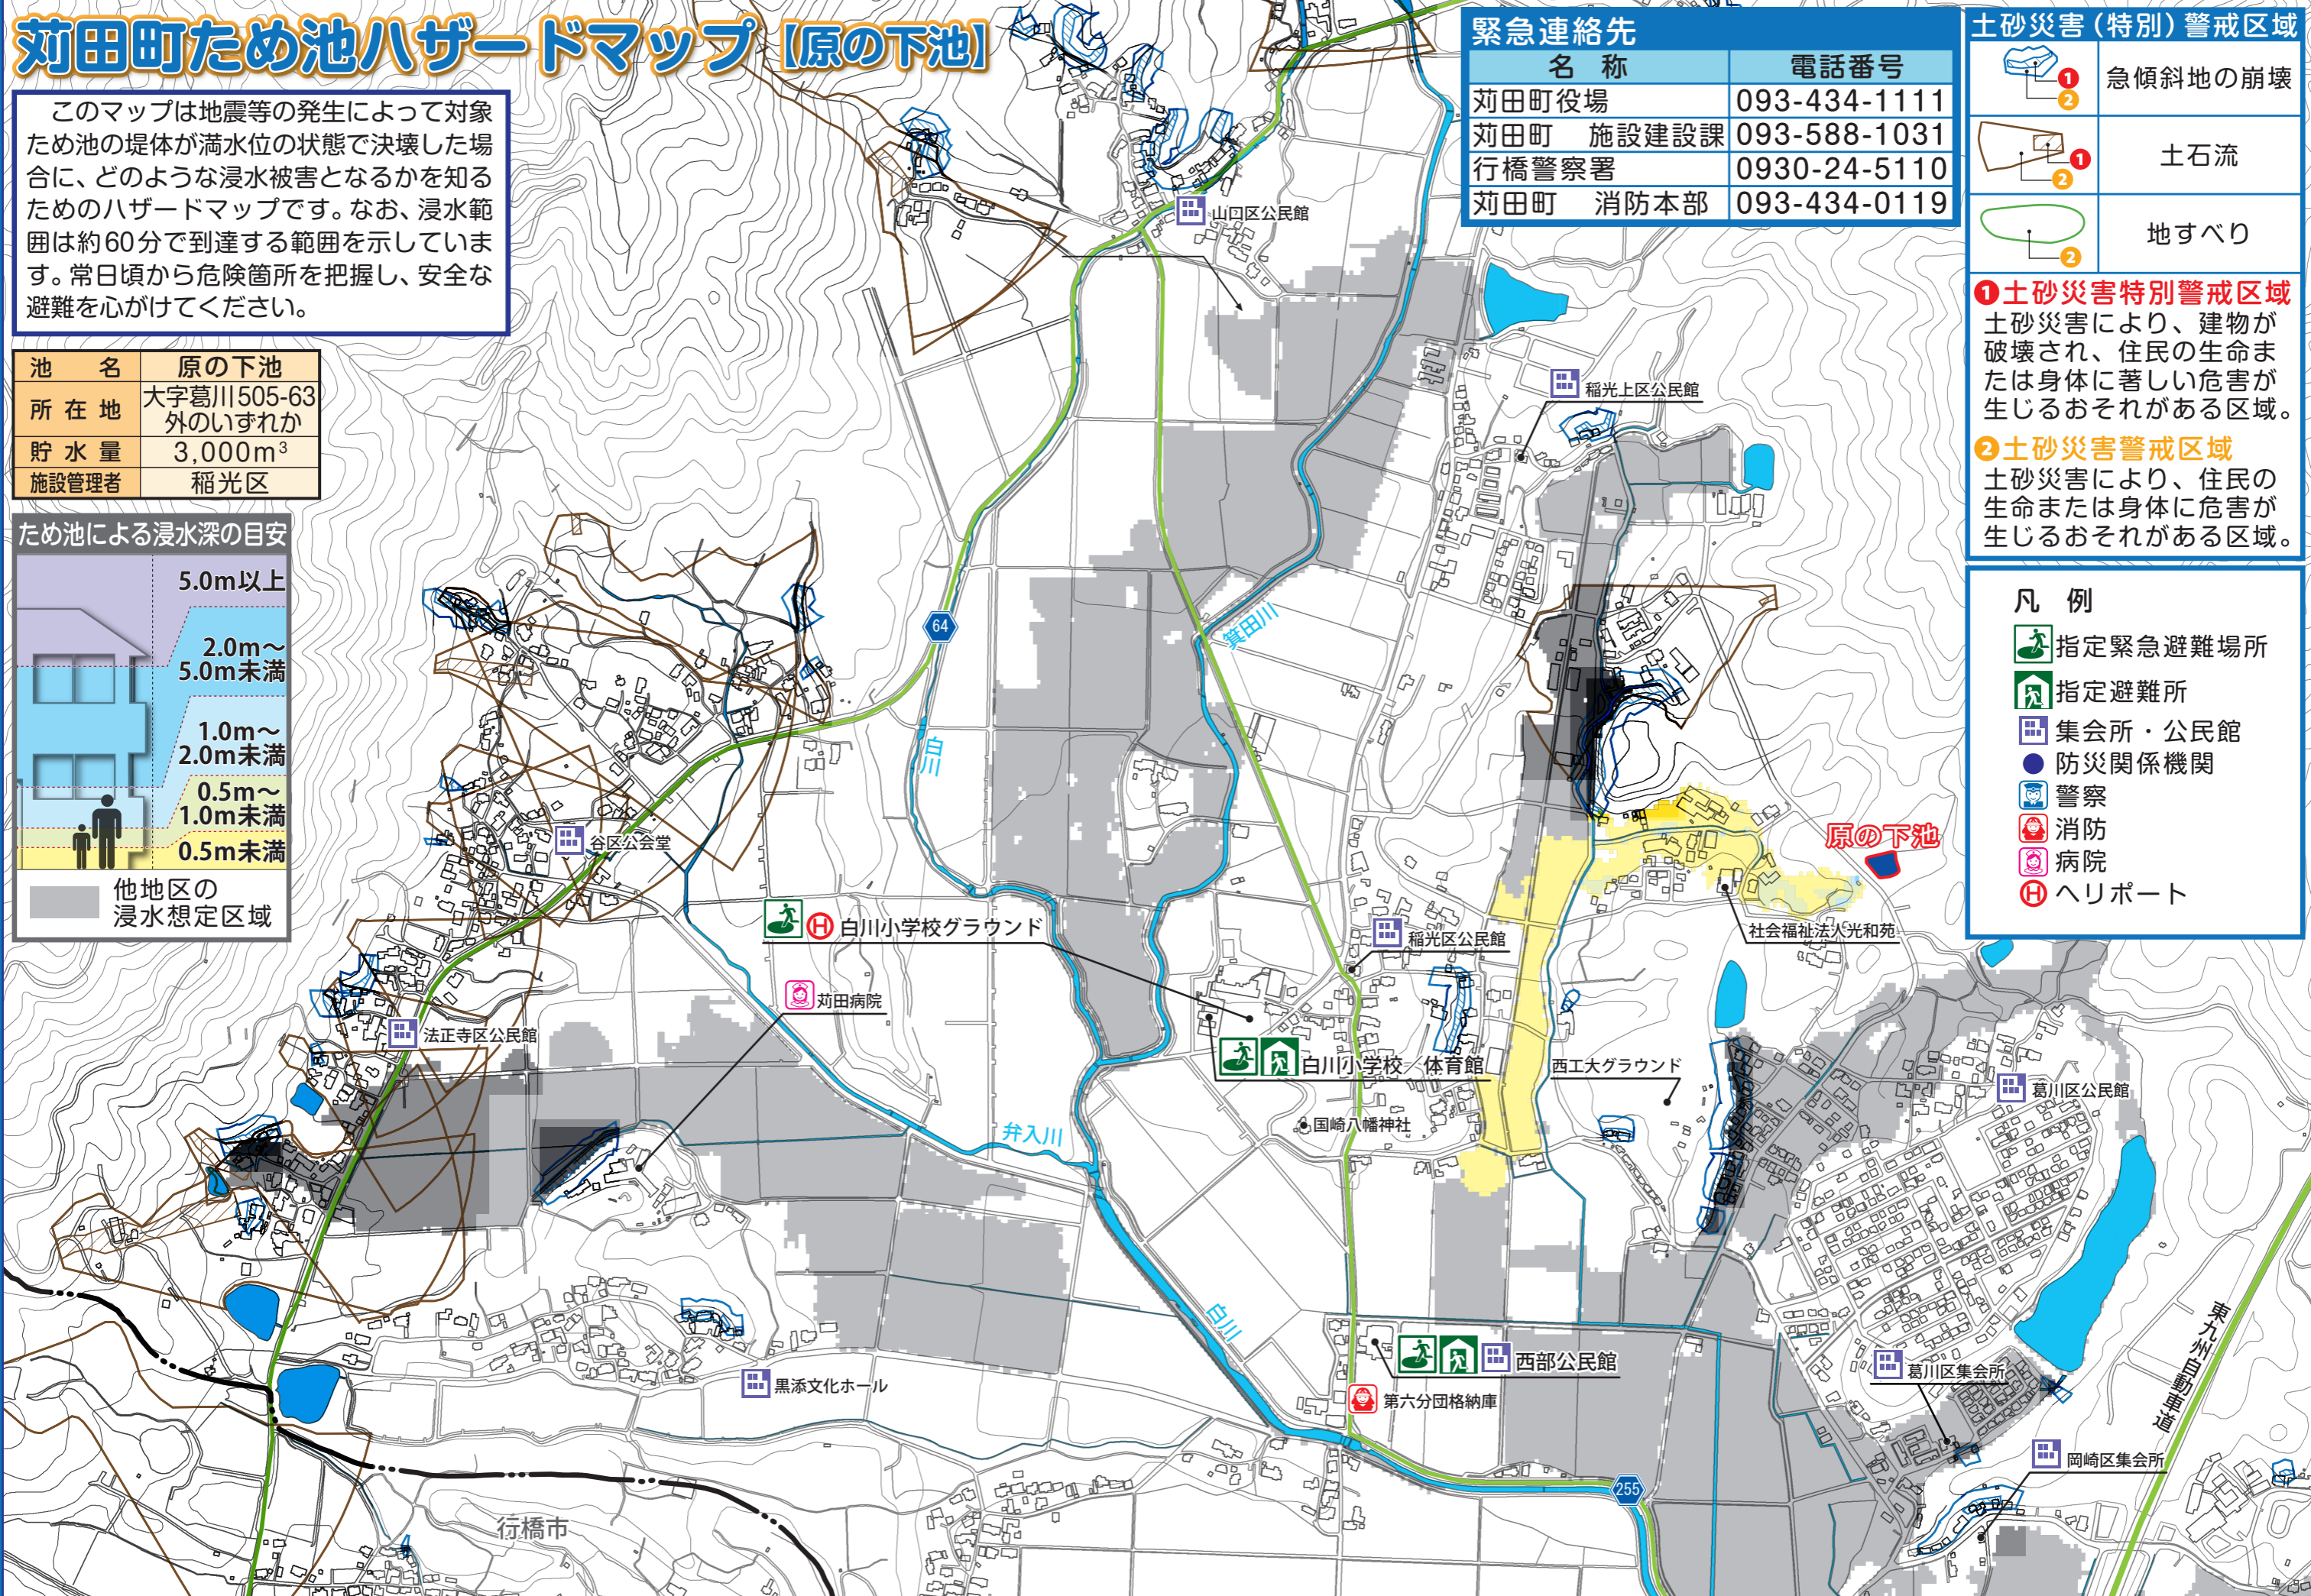 苅田町ため池ハザードマップ【原の下池】
このマップは地震等の発生によって対象
ため池の堤体が満水位の状態で決壊した場
合に、どのような浸水被害となるかを知る
ためのハザードマップです。なお、浸水範
囲は約60分で到達する範囲を示していま
す。常日頃から危険箇所を把握し、安全な
避難を心がけてください。
池　名 原の下池
所在地 大字葛川505-63
外のいずれか
貯水量 3,000m³
施設管理者 稲光区
ため池による浸水深の目安
5.0m以上
2.0m～
5.0m未満
1.0m～
2.0m未満
0.5m～
1.0m未満
0.5m未満
他地区の
浸水想定区域
緊急連絡先
名　称 電話番号
苅田町役場 093-434-1111
苅田町　施設建設課 093-588-1031
行橋警察署 0930-24-5110
苅田町　消防本部 093-434-0119
土砂災害（特別）警戒区域
1
2
急傾斜地の崩壊
1
2
土石流
2
地すべり
❶土砂災害特別警戒区域
土砂災害により、建物が
破壊され、住民の生命ま
たは身体に著しい危害が
生じるおそれがある区域。
❷土砂災害警戒区域
土砂災害により、住民の
生命または身体に危害が
生じるおそれがある区域。
凡　例
指定緊急避難場所
指定避難所
集会所・公民館
防災関係機関
警察
消防
病院
H ヘリポート
山口区公民館
稲光上区公民館
64
箕田川
白川
谷区公会堂
原の下池
社会福祉法人光和苑
H 白川小学校グラウンド
稲光区公民館
苅田病院
法正寺区公民館
白川小学校／体育館
西工大グラウンド
葛川区公民館
国崎八幡神社
弁入川
白川
西部公民館
第六分団格納庫
黒添文化ホール
葛川区集会所
東九州自動車道
岡崎区集会所
255
行橋市